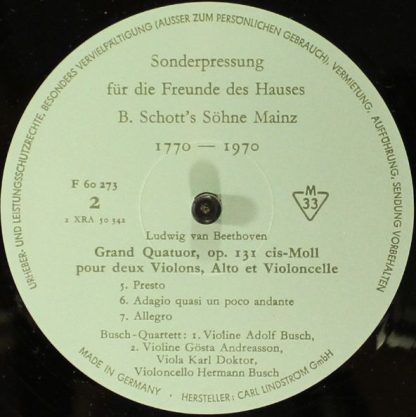 URHEBER- UND LEISTUNGSSCHUTZRECHTE, BESONDERS VERVIELFÄLTIGUNG (AUSSER ZUM PERSÖNLICHEN GEBRAUCH), VERMIETUNG, AUFFÜHRUNG, SENDUNG VORBEHALTEN
Sonderpressung
für die Freunde des Hauses
B. Schott's Söhne Mainz
1770 — 1970
F 60 273
2
2 XRA 50 342
M
33
Ludwig van Beethoven
Grand Quatuor, op. 131 cis-Moll
pour deux Violons, Alto et Violoncelle
5. Presto
6. Adagio quasi un poco andante
7. Allegro
Busch-Quartett: 1. Violine Adolf Busch,
2. Violine Gösta Andreasson,
Viola Karl Doktor,
Violoncello Hermann Busch
MADE IN GERMANY · HERSTELLER: CARL LINDSTRÖM GmbH